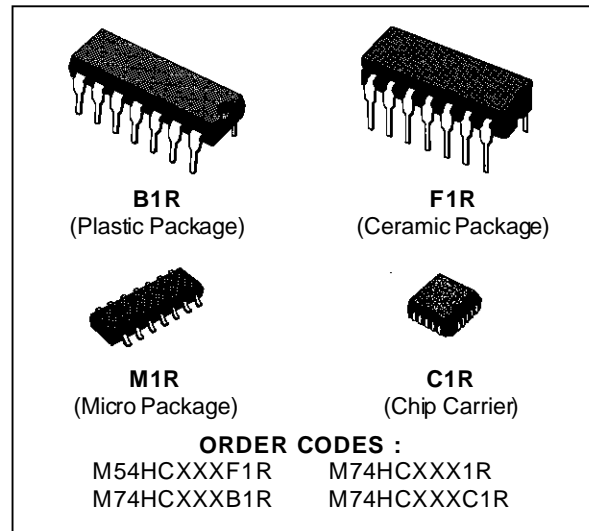 B1R
(Plastic Package)
F1R
(Ceramic Package)
M1R
(Micro Package)
C1R
(Chip Carrier)
ORDER CODES :
M54HCXXXF1R M74HCXXX1R
M74HCXXXB1R M74HCXXXC1R